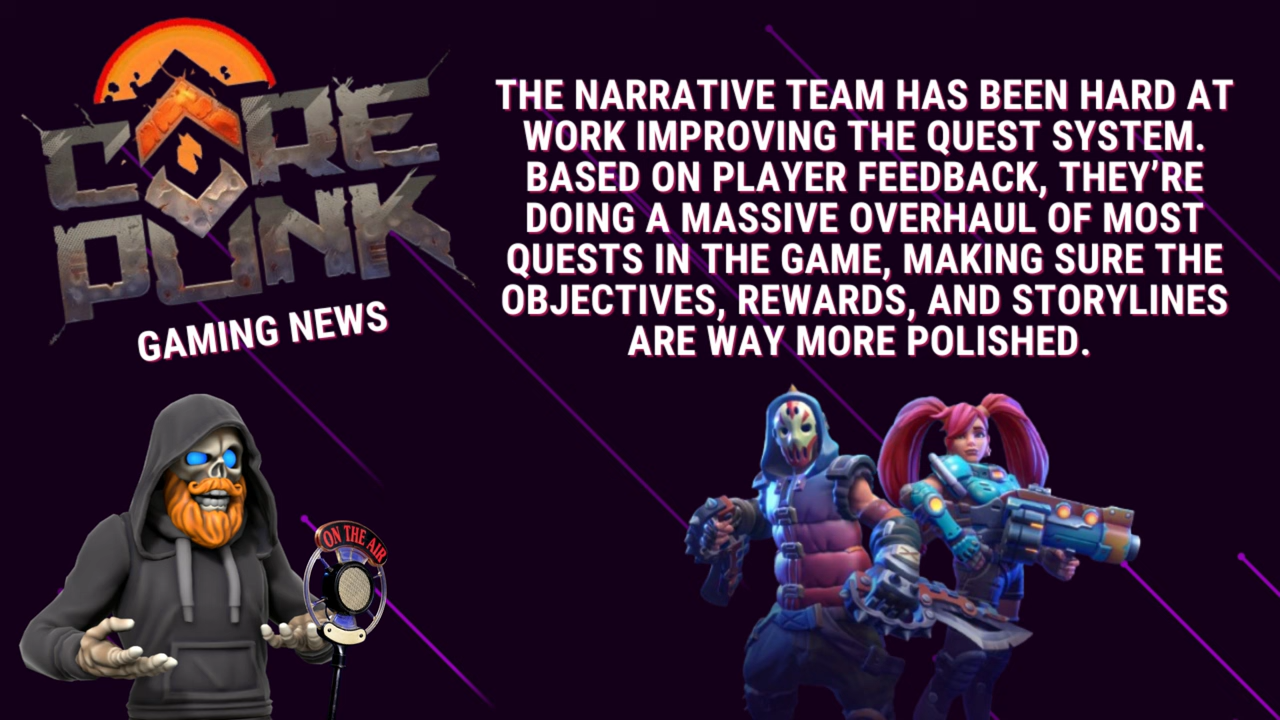 CORE
PUNK
GAMING NEWS
THE NARRATIVE TEAM HAS BEEN HARD AT
WORK IMPROVING THE QUEST SYSTEM.
BASED ON PLAYER FEEDBACK, THEY’RE
DOING A MASSIVE OVERHAUL OF MOST
QUESTS IN THE GAME, MAKING SURE THE
OBJECTIVES, REWARDS, AND STORYLINES
ARE WAY MORE POLISHED.
ON THE AIR